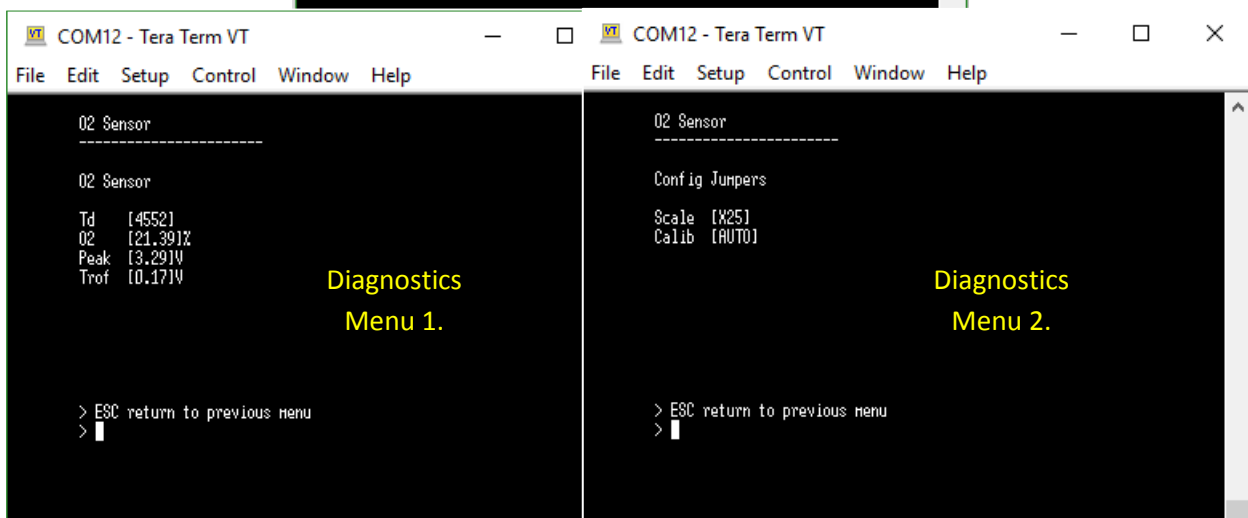 COM12 - Tera Term VT
File Edit Setup Control Window Help
O2 Sensor
-----------------------
O2 Sensor
Td [4552]
O2 [21.39]%
Peak [3.29]V
Trof [0.17]V
Diagnostics
Menu 1.
> ESC return to previous menu
>
COM12 - Tera Term VT
File Edit Setup Control Window Help
O2 Sensor
-----------------------
Config Jumpers
Scale [X25]
Calib [AUTO]
Diagnostics
Menu 2.
> ESC return to previous menu
>